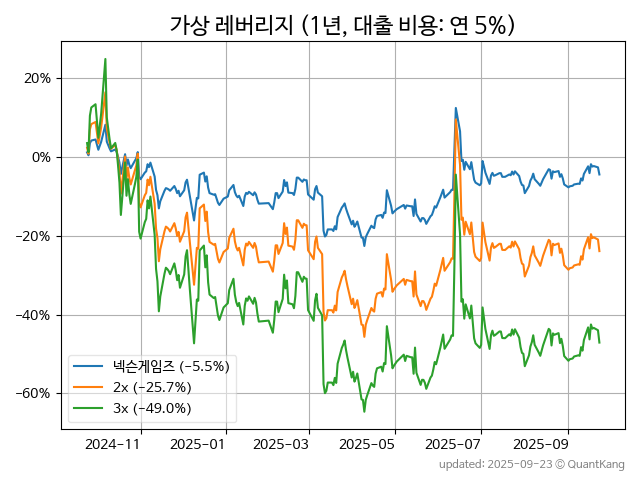 가상 레버리지 (1년, 대출 비용: 연 5%)
20%
0%
−20%
−40%
−60%
넥슨게임즈 (−5.5%)
2x (−25.7%)
3x (−49.0%)
2024-11
2025-01
2025-03
2025-05
2025-07
2025-09
updated: 2025-09-23 © QuantKang